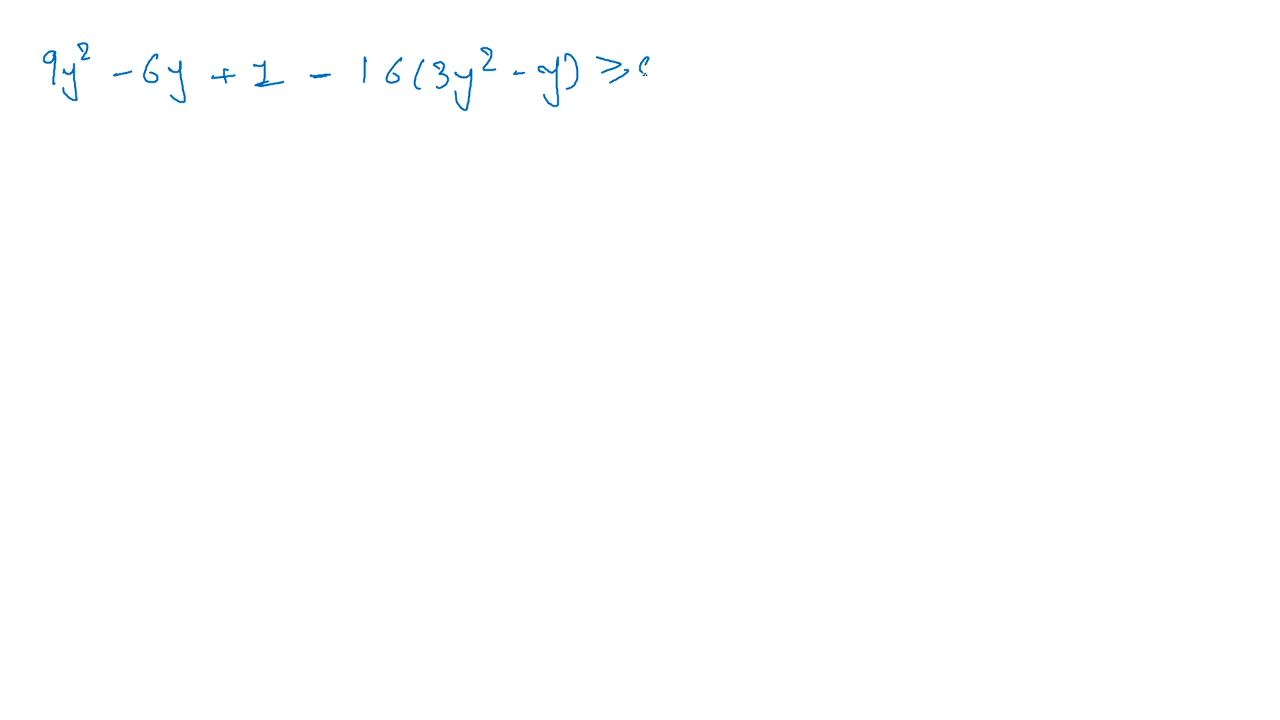 9y² - 6y + 1 - 16(3y² - y) ≥